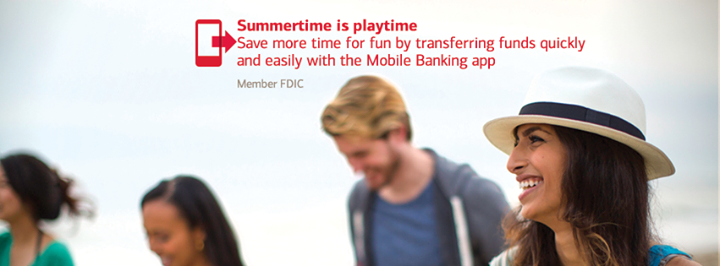 Summertime is playtime
Save more time for fun by transferring funds quickly
and easily with the Mobile Banking app
Member FDIC